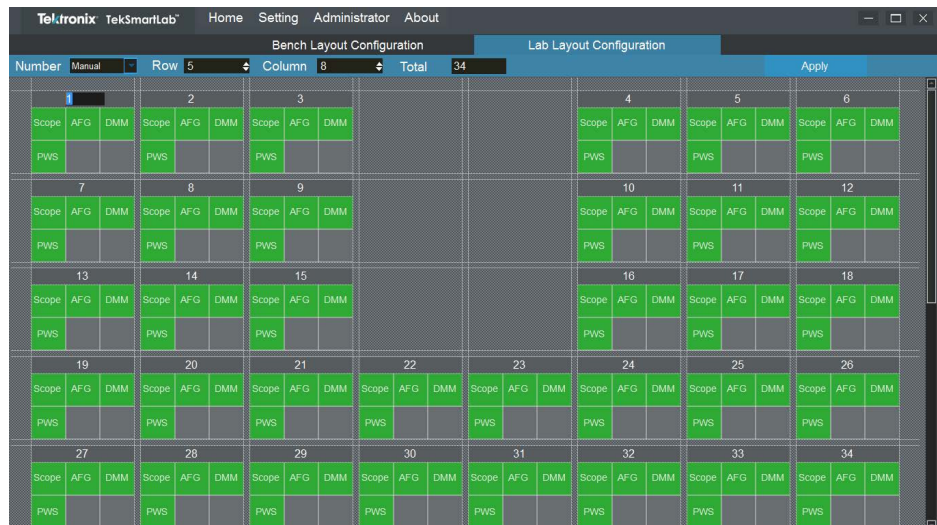 Tektronix TekSmartLab™ Home Setting Administrator About
Bench Layout Configuration Lab Layout Configuration
Number Manual Row 5 Column 8 Total 34 Apply
1 2 3 4 5 6
Scope AFG DMM Scope AFG DMM Scope AFG DMM Scope AFG DMM Scope AFG DMM Scope AFG DMM
PWS PWS PWS PWS PWS PWS
7 8 9 10 11 12
Scope AFG DMM Scope AFG DMM Scope AFG DMM Scope AFG DMM Scope AFG DMM Scope AFG DMM
PWS PWS PWS PWS PWS PWS
13 14 15 16 17 18
Scope AFG DMM Scope AFG DMM Scope AFG DMM Scope AFG DMM Scope AFG DMM Scope AFG DMM
PWS PWS PWS PWS PWS PWS
19 20 21 22 23 24 25 26
Scope AFG DMM Scope AFG DMM Scope AFG DMM Scope AFG DMM Scope AFG DMM Scope AFG DMM Scope AFG DMM Scope AFG DMM
PWS PWS PWS PWS PWS PWS PWS PWS
27 28 29 30 31 32 33 34
Scope AFG DMM Scope AFG DMM Scope AFG DMM Scope AFG DMM Scope AFG DMM Scope AFG DMM Scope AFG DMM Scope AFG DMM
PWS PWS PWS PWS PWS PWS PWS PWS